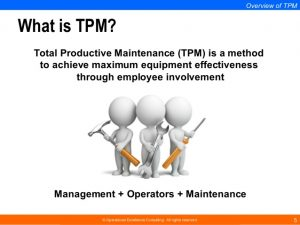 Overview of TPM
What is TPM?
Total Productive Maintenance (TPM) is a method
to achieve maximum equipment effectiveness
through employee involvement
Management + Operators + Maintenance
© Operational Excellence Consulting. All rights reserved.
5